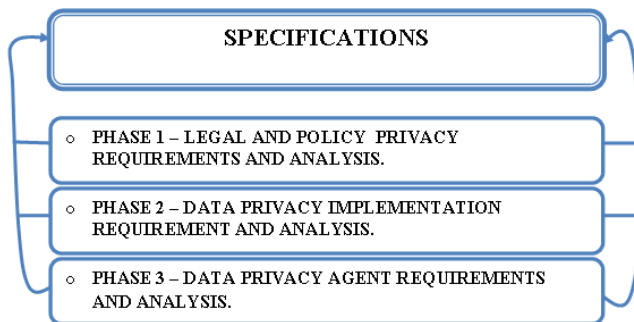 SPECIFICATIONS
o PHASE 1 – LEGAL AND POLICY PRIVACY
REQUIREMENTS AND ANALYSIS.
o PHASE 2 – DATA PRIVACY IMPLEMENTATION
REQUIREMENT AND ANALYSIS.
o PHASE 3 – DATA PRIVACY AGENT REQUIREMENTS
AND ANALYSIS.